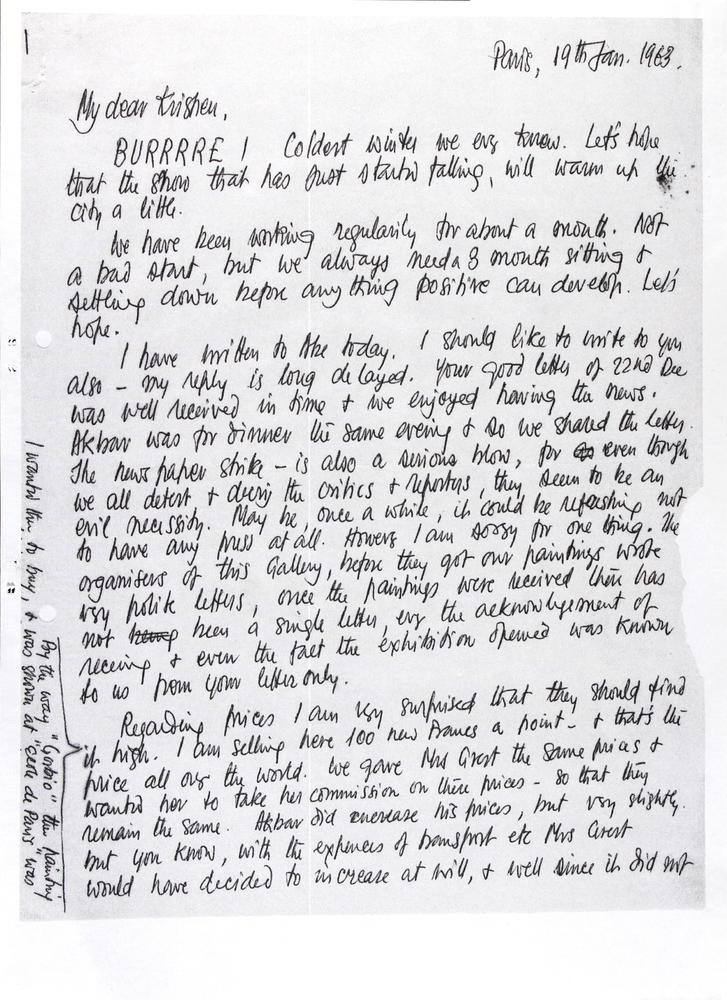 Paris, 19th Jan. 1963.
My dear Krishen,
BURRRRE ! Coldest winter we ever knew. Let's hope
that the show that has just started falling, will warm up the
city a little.
We have been working regularily for about a month. Not
a bad start, but we always need a 3 month sitting &
settling down before any thing positive can develop. Let's
hope.
I have written to Abe today. I should like to write to you
also – my reply is long delayed. Your good letter of 22nd Dec
was well received in time & we enjoyed having the news.
Akbar was for dinner the same evening & so we shared the letter.
The news paper strike – is also a serious blow, for even though
we all detest & decry the critics & reporters, they seem to be an
evil necessity. May be, once a while, it could be refreshing not
to have any press at all. However I am sorry for one thing. The
organisers of this Gallery, before they got our paintings wrote
very polite letters, once the paintings were received there has
not been a single letter, even the acknowledgement of
receiving & even the fact the exhibition opened was known
to us from your letter only.
Regarding prices I am very surprised that they should find
it high. I am selling here 100 new Francs a point – & that's the
price all over the world. We gave Mrs Grest the same prices &
wanted her to take her commission on these prices – so that they
remain the same. Akbar did encrease his prices, but very slightly.
but you know, with the expences of transport etc Mrs Grest
would have decided to increase at will, & well since it did not
By the way "Gorbio" the painting
I wanted them to buy, & was shown at "Ecole de Paris" was